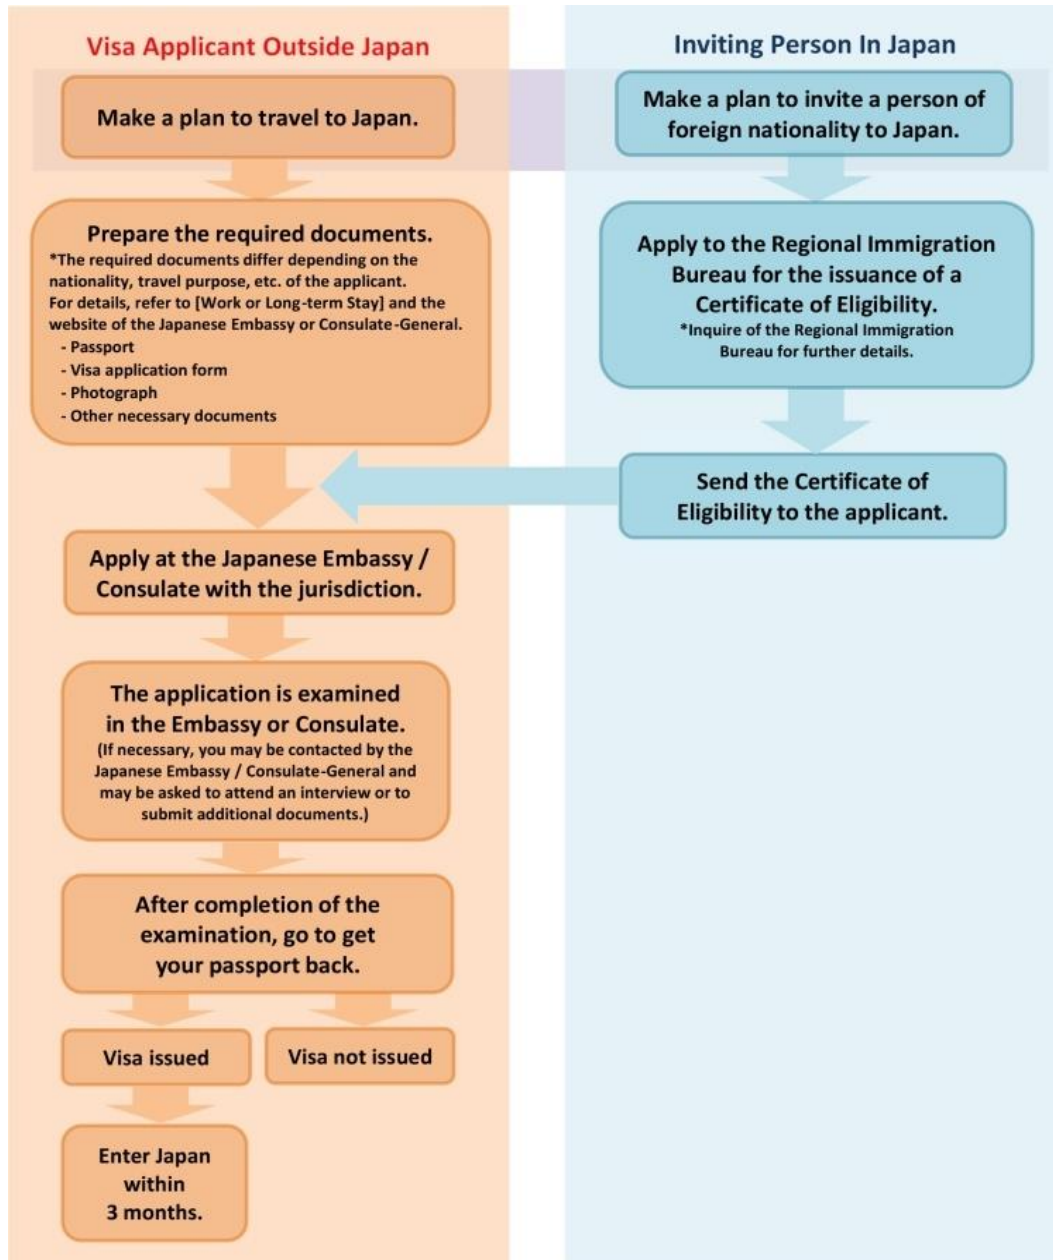 Visa Applicant Outside Japan
Make a plan to travel to Japan.
Prepare the required documents.
*The required documents differ depending on the
nationality, travel purpose, etc. of the applicant.
For details, refer to [Work or Long-term Stay] and the
website of the Japanese Embassy or Consulate-General.
- Passport
- Visa application form
- Photograph
- Other necessary documents
Apply at the Japanese Embassy /
Consulate with the jurisdiction.
The application is examined
in the Embassy or Consulate.
(If necessary, you may be contacted by the
Japanese Embassy / Consulate-General and
may be asked to attend an interview or to
submit additional documents.)
After completion of the
examination, go to get
your passport back.
Visa issued
Visa not issued
Enter Japan
within
3 months.
Inviting Person In Japan
Make a plan to invite a person of
foreign nationality to Japan.
Apply to the Regional Immigration
Bureau for the issuance of a
Certificate of Eligibility.
*Inquire of the Regional Immigration
Bureau for further details.
Send the Certificate of
Eligibility to the applicant.